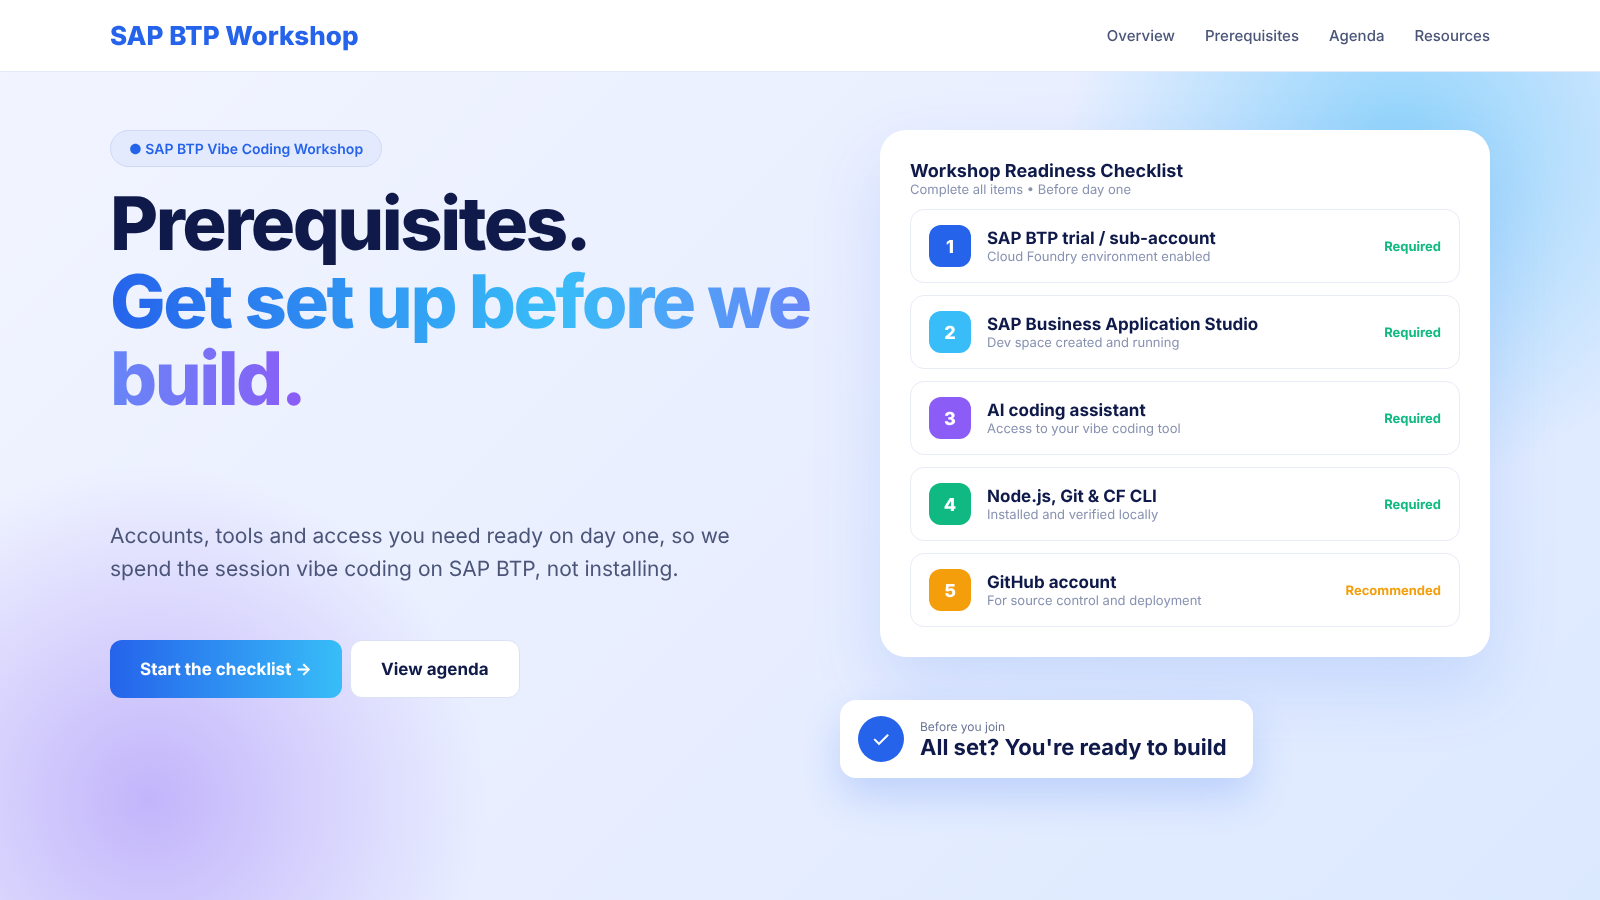 SAP BTP Workshop
Overview
Prerequisites
Agenda
Resources
SAP BTP Vibe Coding Workshop
Prerequisites.
Get set up before we
build.
Accounts, tools and access you need ready on day one, so we
spend the session vibe coding on SAP BTP, not installing.
Start the checklist →
View agenda
Workshop Readiness Checklist
Complete all items • Before day one
1
SAP BTP trial / sub-account
Cloud Foundry environment enabled
Required
2
SAP Business Application Studio
Dev space created and running
Required
3
AI coding assistant
Access to your vibe coding tool
Required
4
Node.js, Git & CF CLI
Installed and verified locally
Required
5
GitHub account
For source control and deployment
Recommended
Before you join
All set? You're ready to build